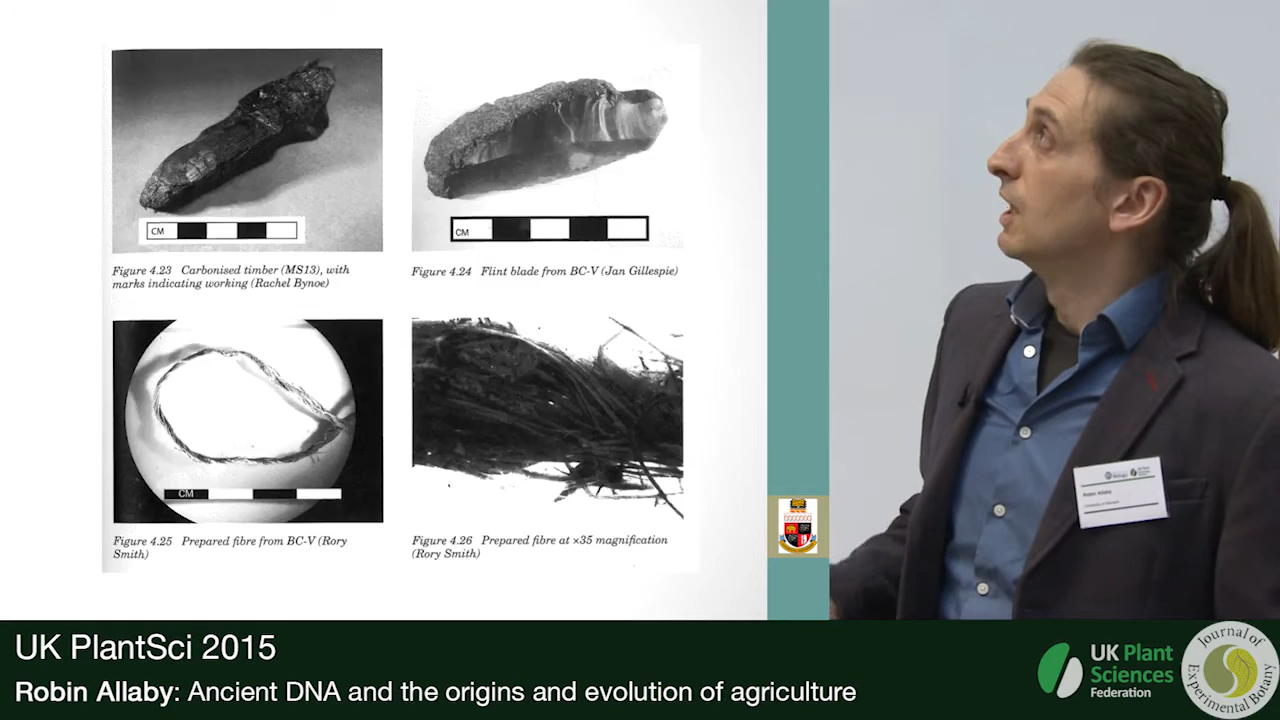 CM
CM
Figure 4.23 Carbonised timber (MS13), with
marks indicating working (Rachel Bynoe)
Figure 4.24 Flint blade from BC-V (Jan Gillespie)
CM
Figure 4.25 Prepared fibre from BC-V (Rory
Smith)
Figure 4.26 Prepared fibre at ×35 magnification
(Rory Smith)
Robin Allaby
UK PlantSci 2015
Robin Allaby: Ancient DNA and the origins and evolution of agriculture
UK Plant
Sciences
Federation
Journal of
Experimental Botany